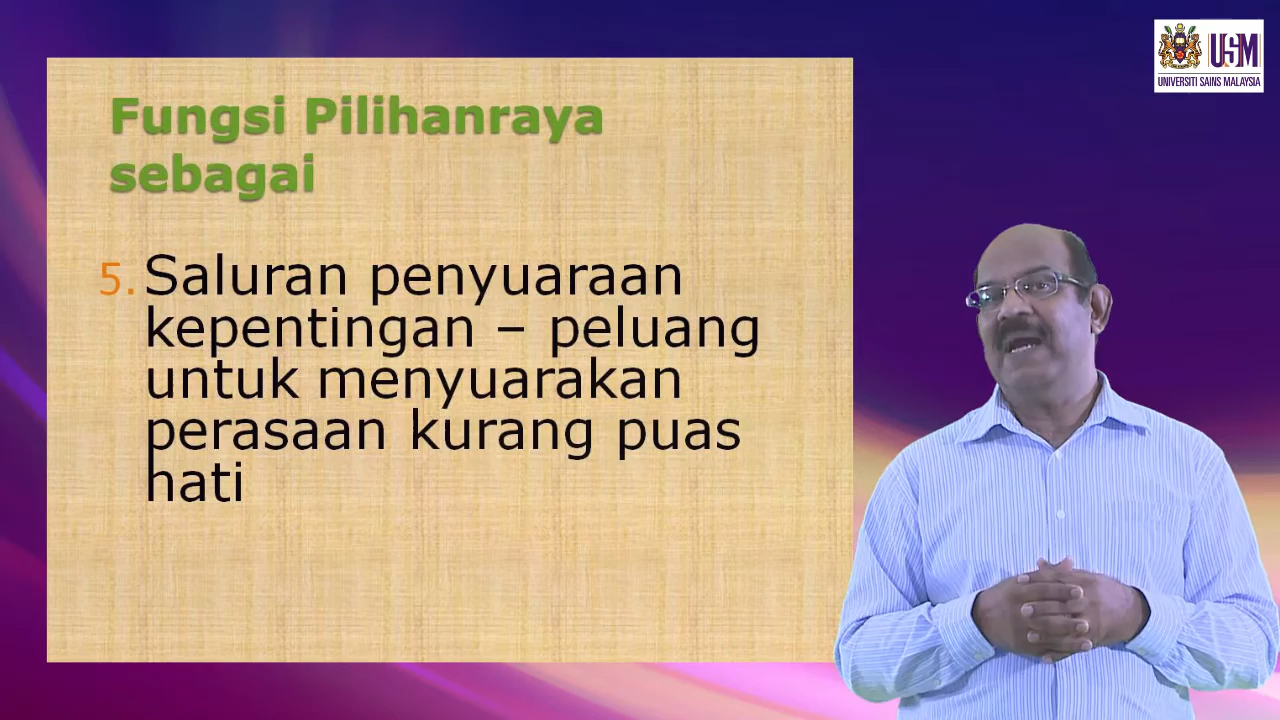 Fungsi Pilihanraya
sebagai
5. Saluran penyuaraan
kepentingan – peluang
untuk menyuarakan
perasaan kurang puas
hati
USM
UNIVERSITI SAINS MALAYSIA